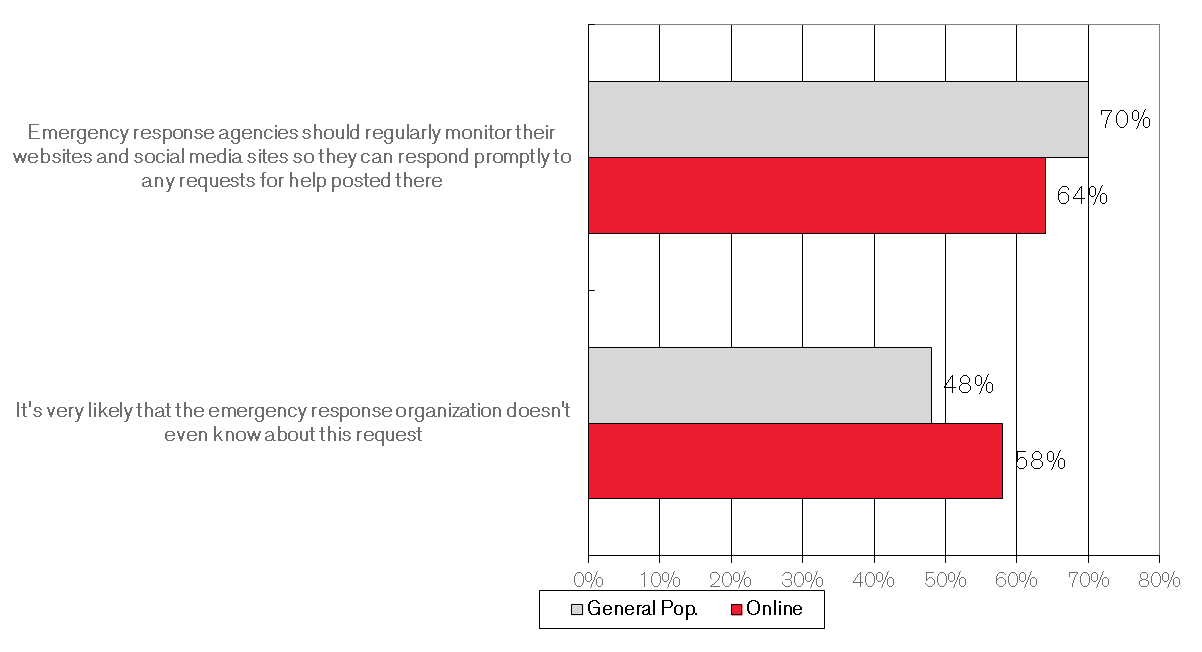 Emergency response agencies should regularly monitor their
websites and social media sites so they can respond promptly to
any requests for help posted there
70%
64%
It's very likely that the emergency response organization doesn't
even know about this request
48%
58%
0% 10% 20% 30% 40% 50% 60% 70% 80%
General Pop. Online